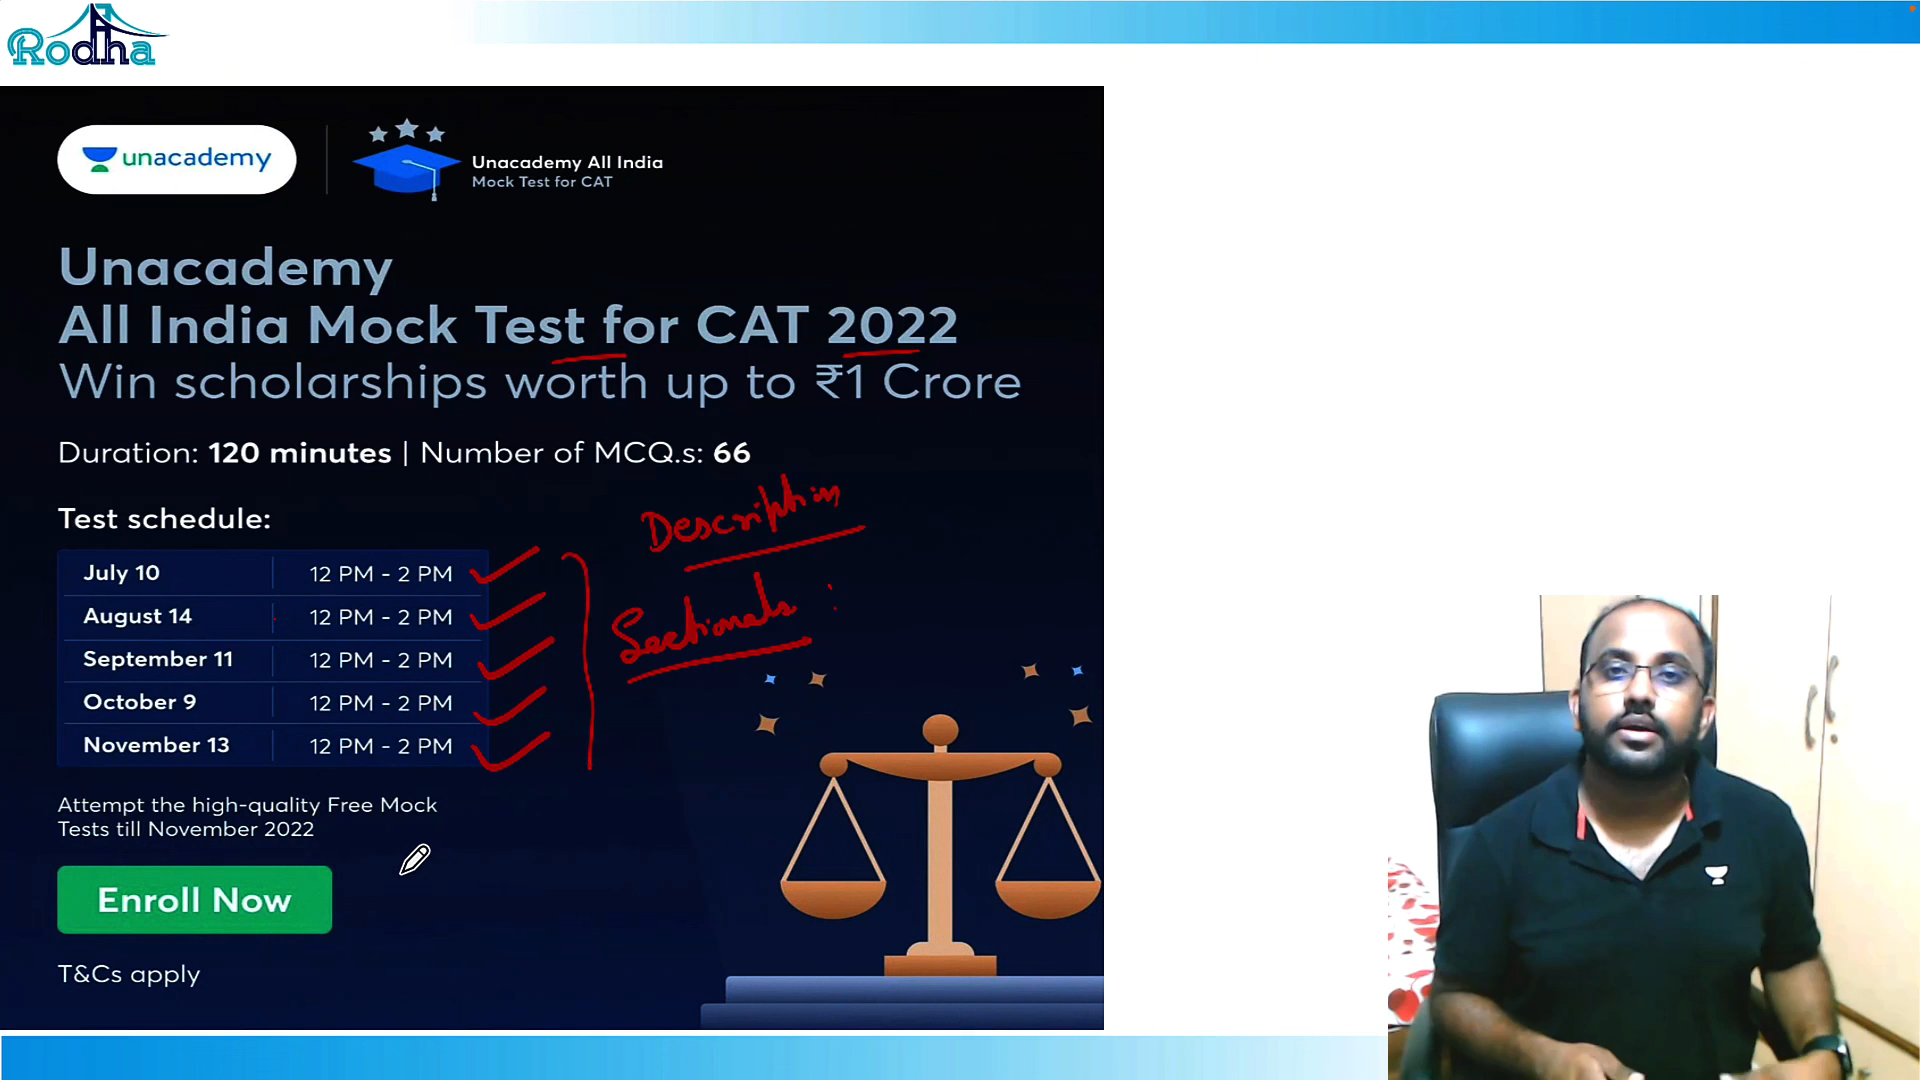 Rodha
unacademy
Unacademy All India
Mock Test for CAT
Unacademy
All India Mock Test for CAT 2022
Win scholarships worth up to ₹1 Crore
Duration: 120 minutes | Number of MCQ.s: 66
Description
Test schedule:
July 10 12 PM - 2 PM
August 14 12 PM - 2 PM
Sectionals :
September 11 12 PM - 2 PM
October 9 12 PM - 2 PM
November 13 12 PM - 2 PM
Attempt the high-quality Free Mock
Tests till November 2022
Enroll Now
T&Cs apply